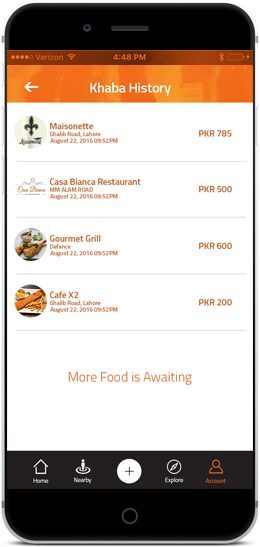 Verizon 4:48 PM
Khaba History
Maisonette
Maisonette
Ghalib Road, Lahore
August 22, 2016 09:52PM
PKR 785
Casa Bianca
Casa Bianca Restaurant
MM ALAM ROAD
August 22, 2016 09:52PM
PKR 500
Gourmet Grill
Defence
August 22, 2016 09:52PM
PKR 600
Cafe X2
Ghalib Road, Lahore
August 22, 2016 09:52PM
PKR 200
More Food is Awaiting
Home
Nearby
Explore
Account